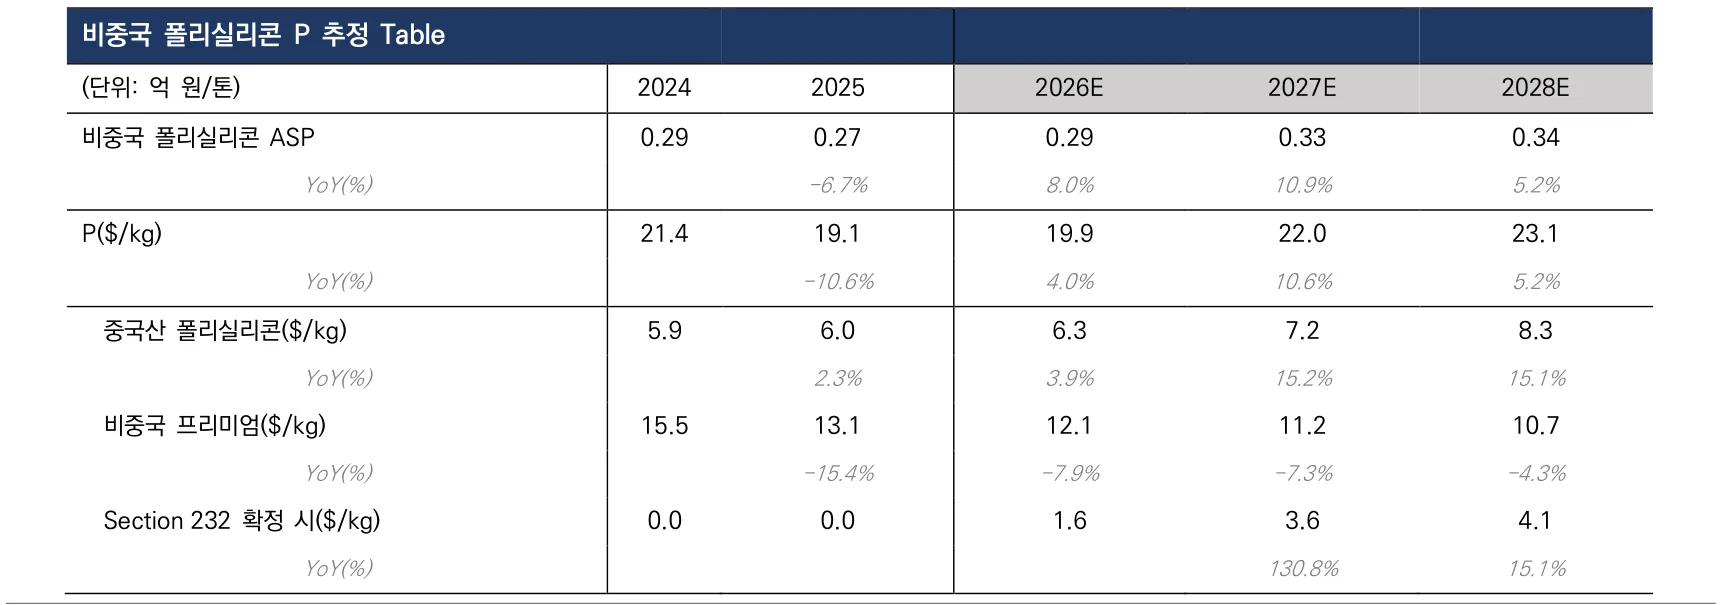 비중국 폴리실리콘 P 추정 Table
(단위: 억 원/톤) 2024 2025 2026E 2027E 2028E
비중국 폴리실리콘 ASP 0.29 0.27 0.29 0.33 0.34
YoY(%) -6.7% 8.0% 10.9% 5.2%
P($/kg) 21.4 19.1 19.9 22.0 23.1
YoY(%) -10.6% 4.0% 10.6% 5.2%
중국산 폴리실리콘($/kg) 5.9 6.0 6.3 7.2 8.3
YoY(%) 2.3% 3.9% 15.2% 15.1%
비중국 프리미엄($/kg) 15.5 13.1 12.1 11.2 10.7
YoY(%) -15.4% -7.9% -7.3% -4.3%
Section 232 확정 시($/kg) 0.0 0.0 1.6 3.6 4.1
YoY(%) 130.8% 15.1%